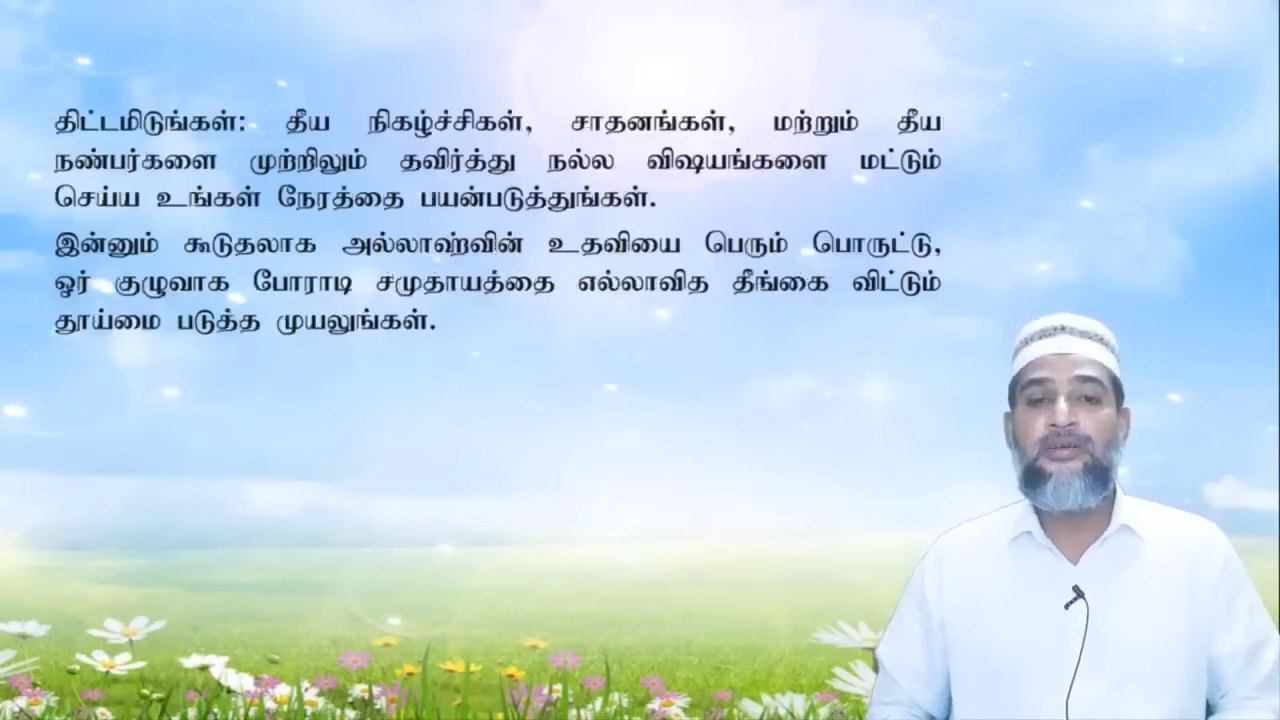 திட்டமிடுங்கள்: தீய நிகழ்ச்சிகள், சாதனங்கள், மற்றும் தீய
நண்பர்களை முற்றிலும் தவிர்த்து நல்ல விஷயங்களை மட்டும்
செய்ய உங்கள் நேரத்தை பயன்படுத்துங்கள்.
இன்னும் கூடுதலாக அல்லாஹ்வின் உதவியை பெரும் பொருட்டு,
ஓர் குழுவாக போராடி சமுதாயத்தை எல்லாவித தீங்கை விட்டும்
தூய்மை படுத்த முயலுங்கள்.